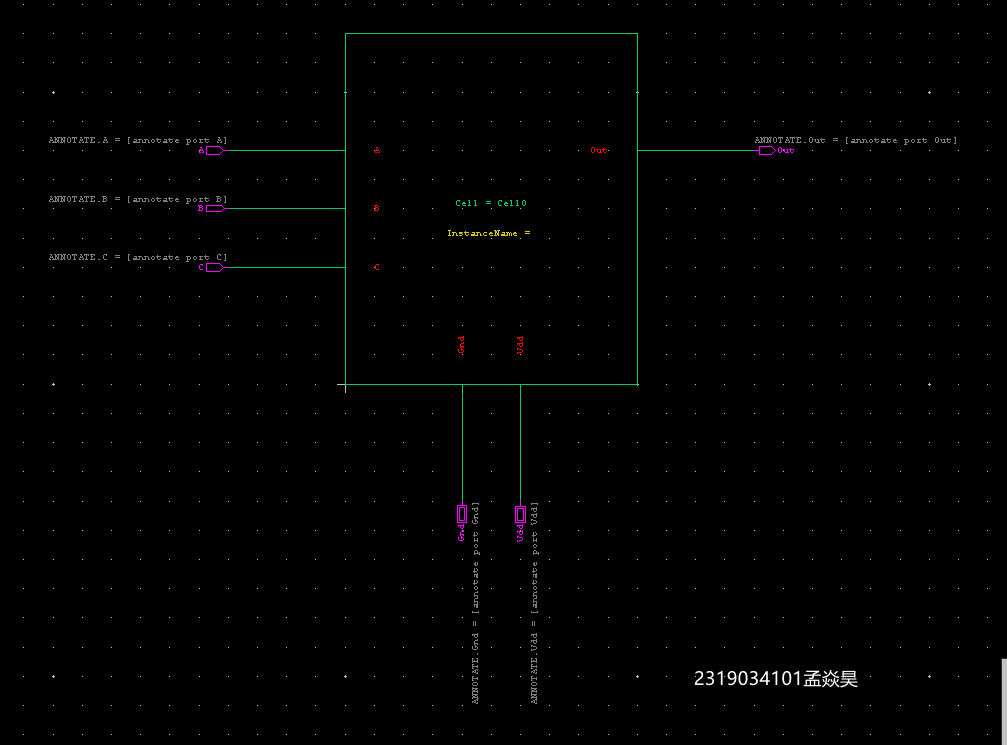 ANNOTATE.A = [annotate port A]
A
A
Out
ANNOTATE.Out = [annotate port Out]
Out
ANNOTATE.B = [annotate port B]
B
B
Cell = Cell0
InstanceName =
ANNOTATE.C = [annotate port C]
C
C
Gnd
Vdd
Gnd
ANNOTATE.Gnd = [annotate port Gnd]
Vdd
ANNOTATE.Vdd = [annotate port Vdd]
2319034101孟焱昊